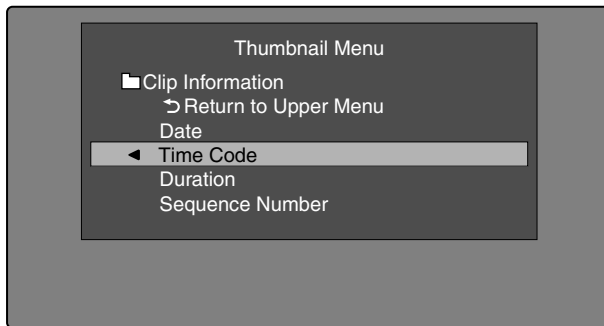 Thumbnail Menu
Clip Information
Return to Upper Menu
Date
Time Code
Duration
Sequence Number